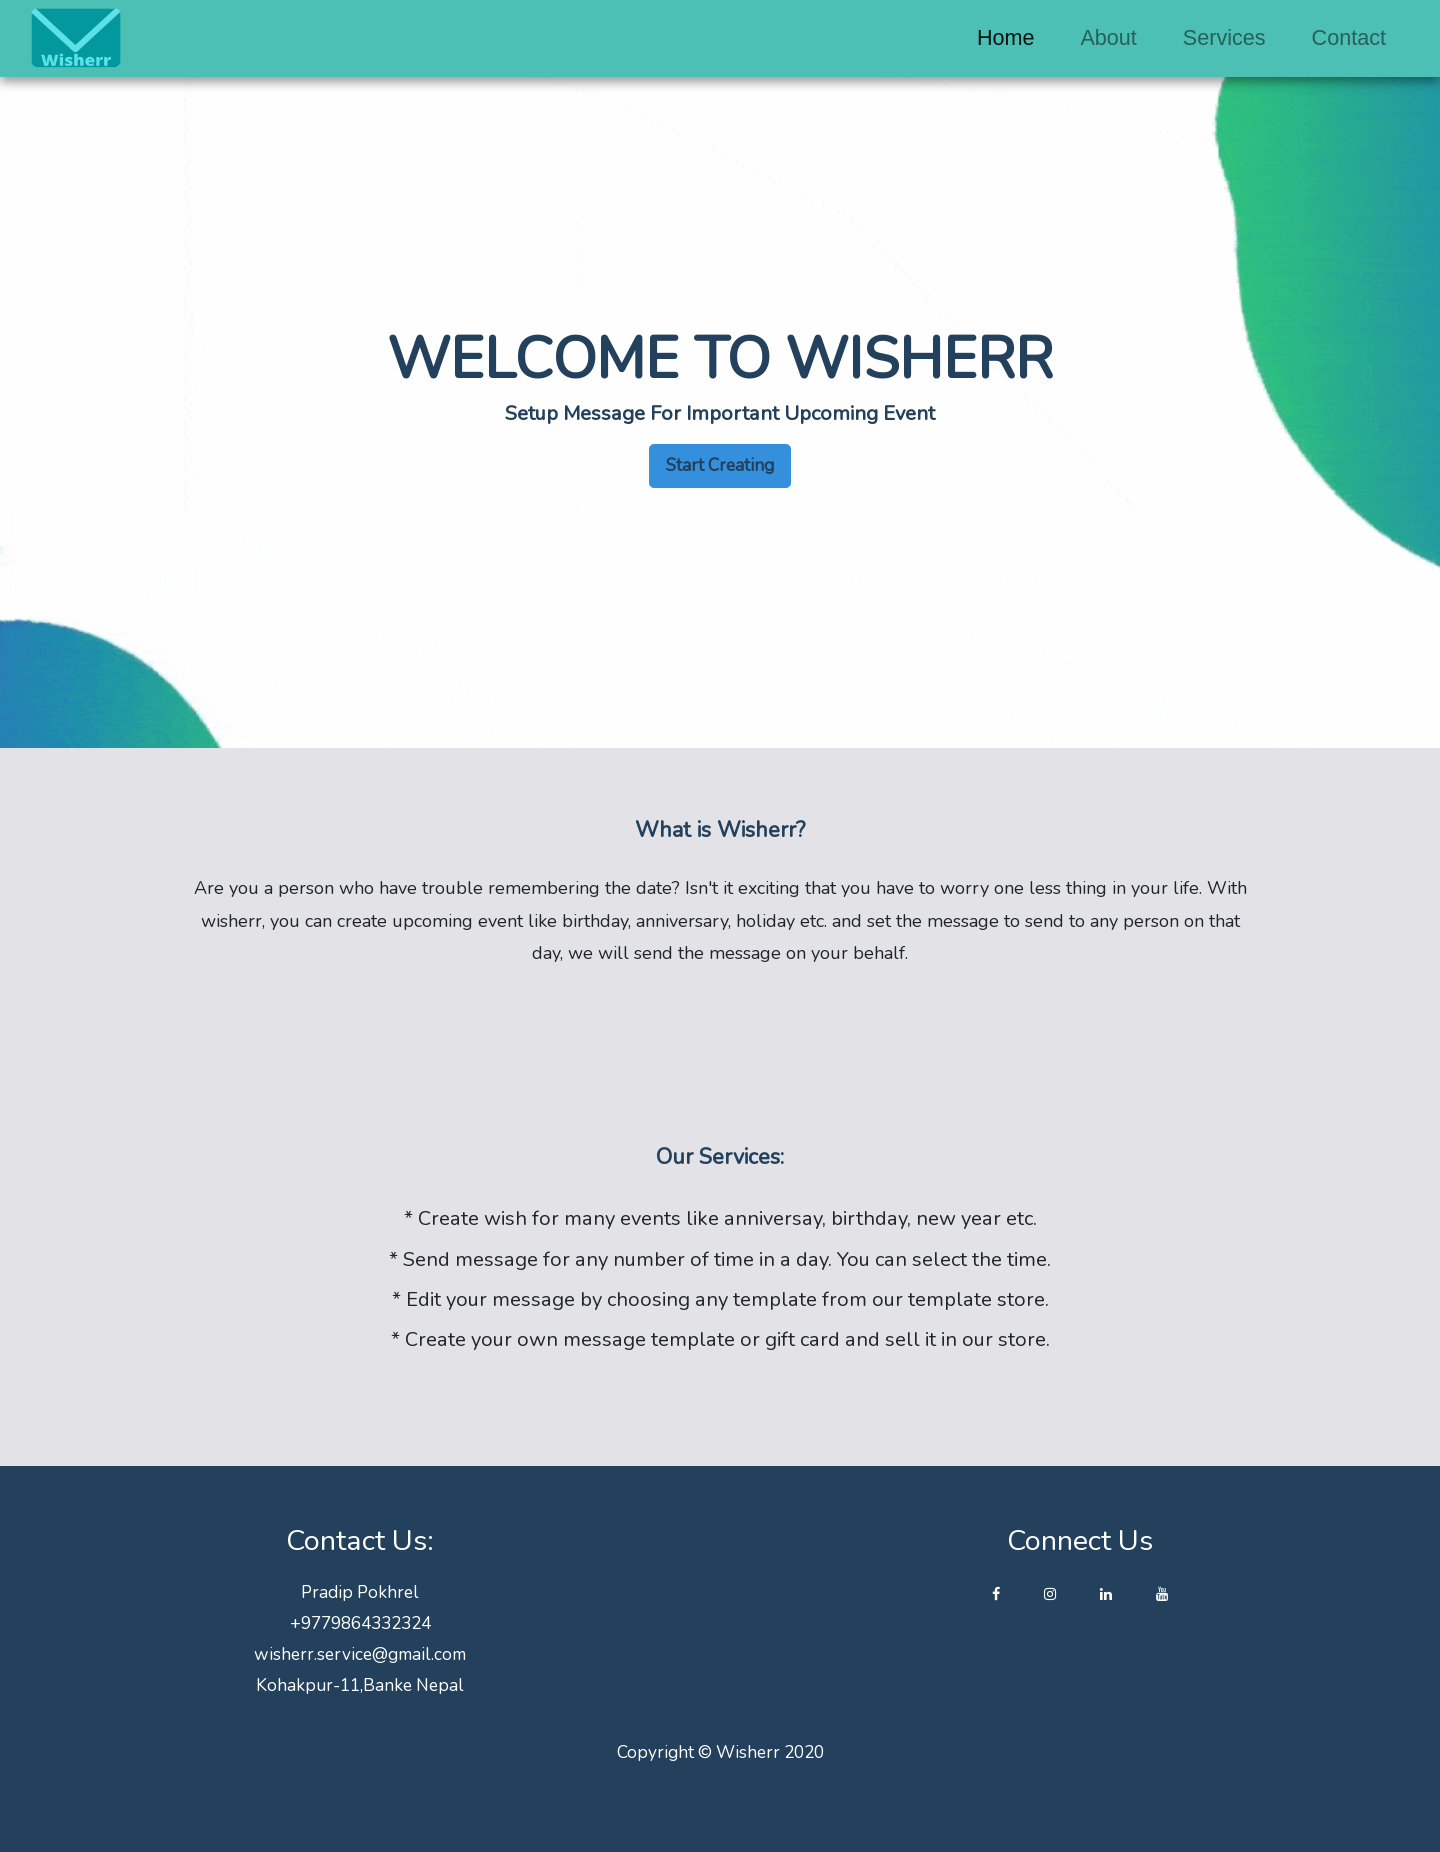 Wisherr
Home About Services Contact
WELCOME TO WISHERR
Setup Message For Important Upcoming Event
Start Creating
What is Wisherr?
Are you a person who have trouble remembering the date? Isn't it exciting that you have to worry one less thing in your life. With
wisherr, you can create upcoming event like birthday, anniversary, holiday etc. and set the message to send to any person on that
day, we will send the message on your behalf.
Our Services:
* Create wish for many events like anniversay, birthday, new year etc.
* Send message for any number of time in a day. You can select the time.
* Edit your message by choosing any template from our template store.
* Create your own message template or gift card and sell it in our store.
Contact Us:
Pradip Pokhrel
+9779864332324
wisherr.service@gmail.com
Kohakpur-11,Banke Nepal
Connect Us
Copyright © Wisherr 2020